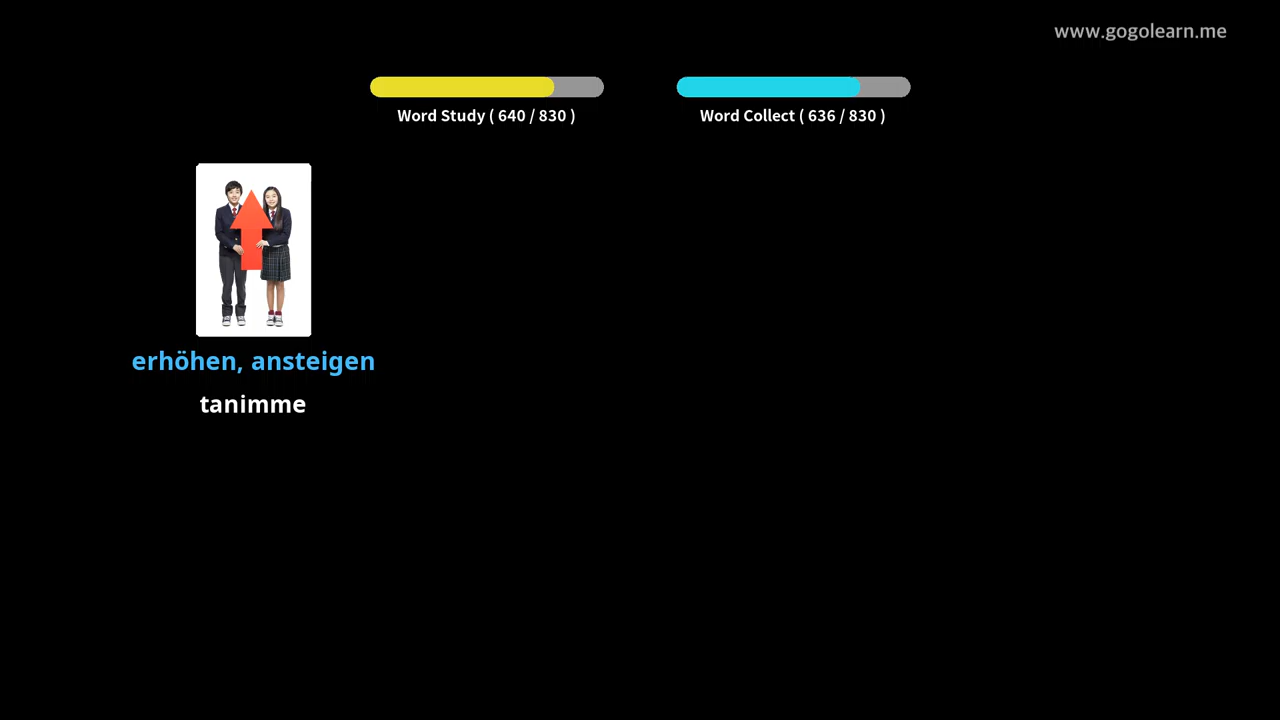 www.gogolearn.me
Word Study ( 640 / 830 )
Word Collect ( 636 / 830 )
erhöhen, ansteigen
tanimme